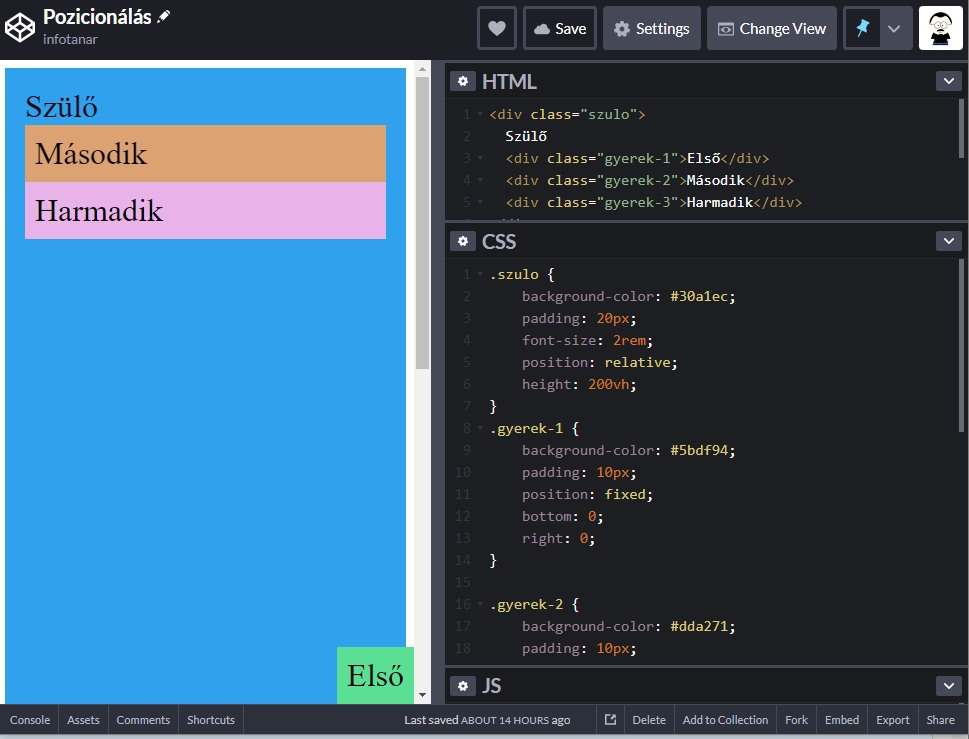 Pozicionálás
infotanar
Save
Settings
Change View
Szülő
Második
Harmadik
Első
HTML
1 <div class="szulo">
2 Szülő
3 <div class="gyerek-1">Első</div>
4 <div class="gyerek-2">Második</div>
5 <div class="gyerek-3">Harmadik</div>
CSS
1 .szulo {
2 background-color: #30a1ec;
3 padding: 20px;
4 font-size: 2rem;
5 position: relative;
6 height: 200vh;
7 }
8 .gyerek-1 {
9 background-color: #5bdf94;
10 padding: 10px;
11 position: fixed;
12 bottom: 0;
13 right: 0;
14 }
15
16 .gyerek-2 {
17 background-color: #dda271;
18 padding: 10px;
JS
Console Assets Comments Shortcuts Last saved ABOUT 14 HOURS ago Delete Add to Collection Fork Embed Export Share